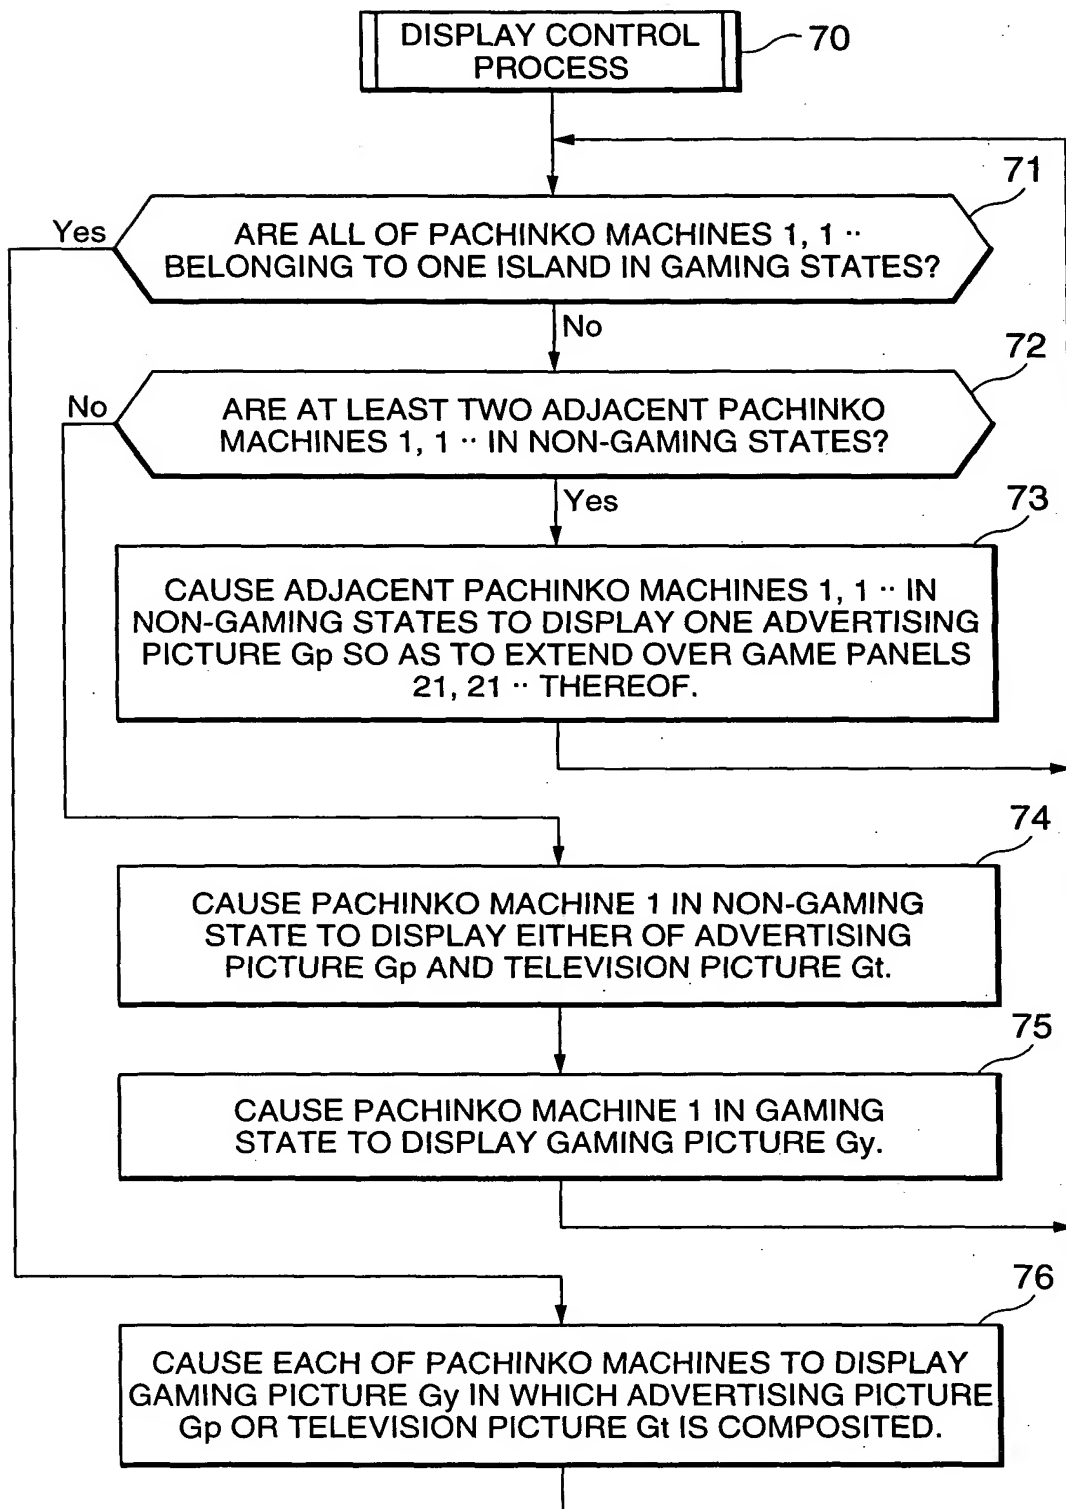 DISPLAY CONTROL
PROCESS
70
71
Yes
ARE ALL OF PACHINKO MACHINES 1, 1 ··
BELONGING TO ONE ISLAND IN GAMING STATES?
No
72
No
ARE AT LEAST TWO ADJACENT PACHINKO
MACHINES 1, 1 ·· IN NON-GAMING STATES?
Yes
73
CAUSE ADJACENT PACHINKO MACHINES 1, 1 ·· IN
NON-GAMING STATES TO DISPLAY ONE ADVERTISING
PICTURE Gp SO AS TO EXTEND OVER GAME PANELS
21, 21 ·· THEREOF.
74
CAUSE PACHINKO MACHINE 1 IN NON-GAMING
STATE TO DISPLAY EITHER OF ADVERTISING
PICTURE Gp AND TELEVISION PICTURE Gt.
75
CAUSE PACHINKO MACHINE 1 IN GAMING
STATE TO DISPLAY GAMING PICTURE Gy.
76
CAUSE EACH OF PACHINKO MACHINES TO DISPLAY
GAMING PICTURE Gy IN WHICH ADVERTISING PICTURE
Gp OR TELEVISION PICTURE Gt IS COMPOSITED.